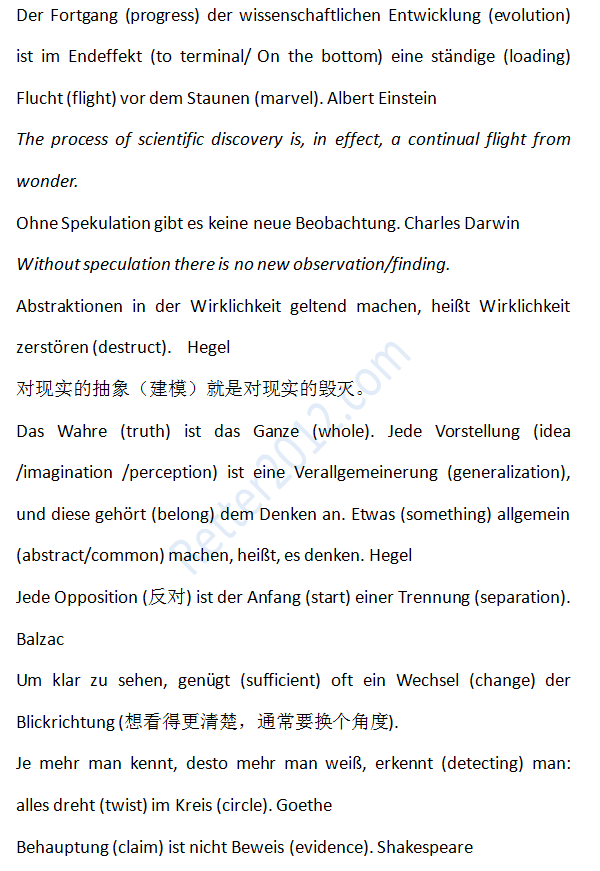 Der Fortgang (progress) der wissenschaftlichen Entwicklung (evolution)
ist im Endeffekt (to terminal/ On the bottom) eine ständige (loading)
Flucht (flight) vor dem Staunen (marvel). Albert Einstein
The process of scientific discovery is, in effect, a continual flight from
wonder.
Ohne Spekulation gibt es keine neue Beobachtung. Charles Darwin
Without speculation there is no new observation/finding.
Abstraktionen in der Wirklichkeit geltend machen, heißt Wirklichkeit
zerstören (destruct). Hegel
对现实的抽象（建模）就是对现实的毁灭。
Das Wahre (truth) ist das Ganze (whole). Jede Vorstellung (idea
/imagination /perception) ist eine Verallgemeinerung (generalization),
und diese gehört (belong) dem Denken an. Etwas (something) allgemein
(abstract/common) machen, heißt, es denken. Hegel
Jede Opposition (反对) ist der Anfang (start) einer Trennung (separation).
Balzac
Um klar zu sehen, genügt (sufficient) oft ein Wechsel (change) der
Blickrichtung (想看得更清楚，通常要换个角度).
Je mehr man kennt, desto mehr man weiß, erkennt (detecting) man:
alles dreht (twist) im Kreis (circle). Goethe
Behauptung (claim) ist nicht Beweis (evidence). Shakespeare
Retter2012.com